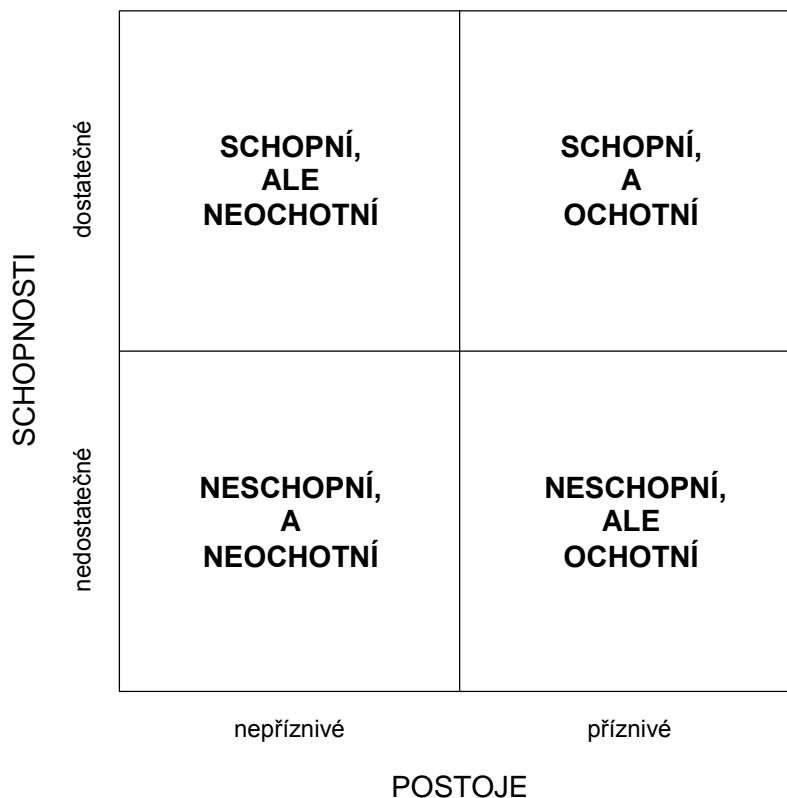 SCHOPNOSTI
dostatečné
SCHOPNÍ,
ALE
NEOCHOTNÍ
SCHOPNÍ,
A
OCHOTNÍ
nedostatečné
NESCHOPNÍ,
A
NEOCHOTNÍ
NESCHOPNÍ,
ALE
OCHOTNÍ
nepříznivé
příznivé
POSTOJE